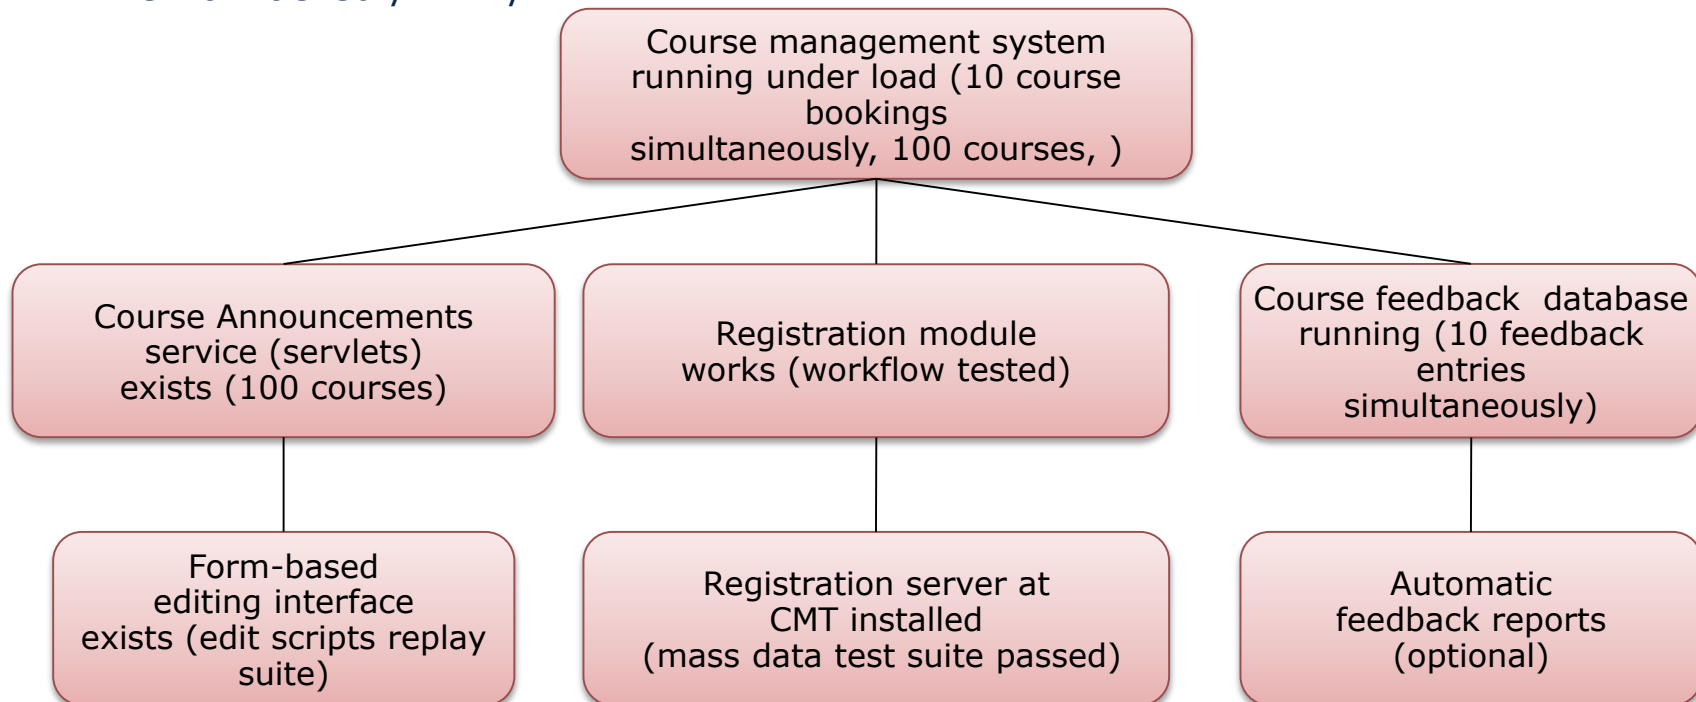 Course management system
running under load (10 course
bookings
simultaneously, 100 courses, )
Course Announcements
service (servlets)
exists (100 courses)
Registration module
works (workflow tested)
Course feedback database
running (10 feedback
entries
simultaneously)
Form-based
editing interface
exists (edit scripts replay
suite)
Registration server at
CMT installed
(mass data test suite passed)
Automatic
feedback reports
(optional)